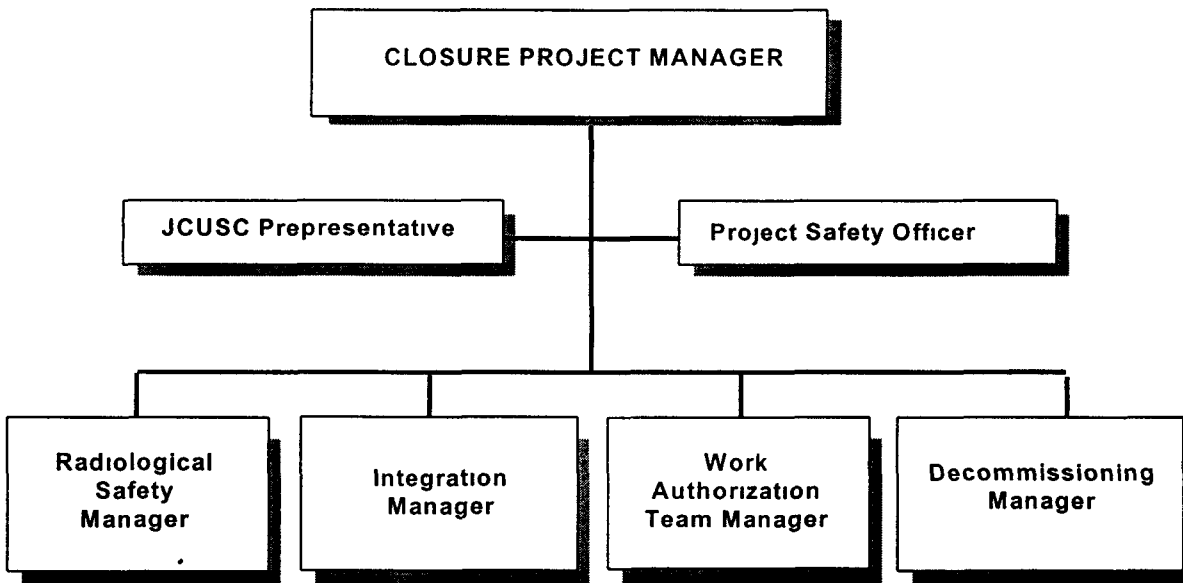 CLOSURE PROJECT MANAGER
JCUSC Prepresentative
Project Safety Officer
Radiological
Safety
Manager
Integration
Manager
Work
Authorization
Team Manager
Decommissioning
Manager